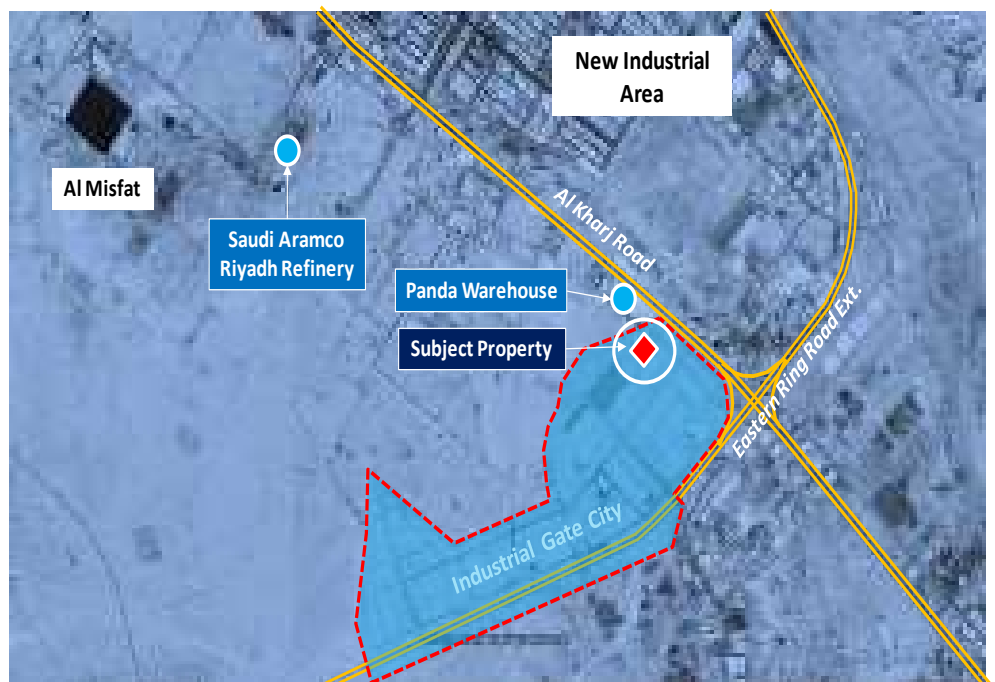 New Industrial
Area
Al Misfat
Saudi Aramco
Riyadh Refinery
Al Kharj Road
Panda Warehouse
Subject Property
Eastern Ring Road Ext.
Industrial Gate City